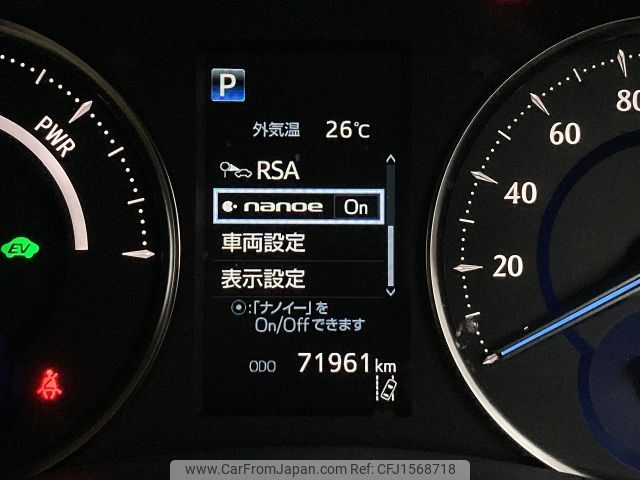 P
外気温 26℃
RSA
nanoe On
車両設定
表示設定
:「ナノイー」を
On/Offできます
ODO 71961 km
PWR
EV
80
60
40
20
www.CarFromJapan.com - CFJ1568718